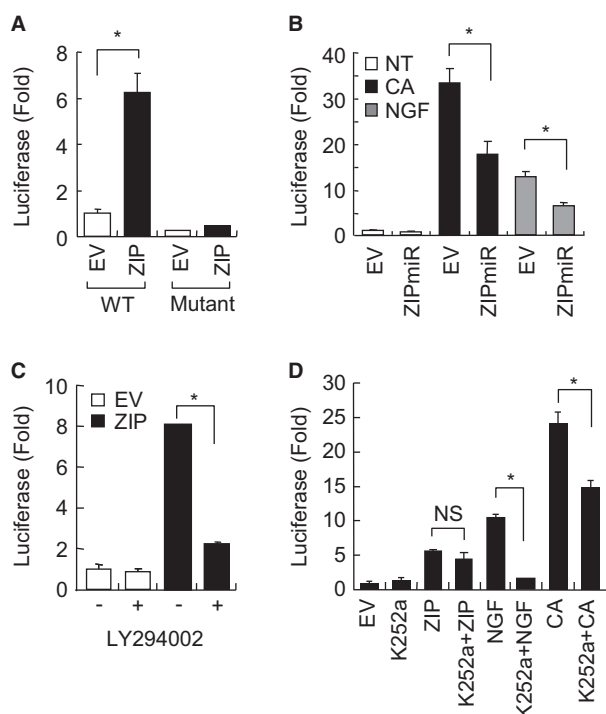 A
Luciferase (Fold)
8
6
4
2
0
*
EV
ZIP
EV
ZIP
WT
Mutant
B
Luciferase (Fold)
40
30
20
10
0
NT
CA
NGF
*
*
EV
ZIPmiR
EV
ZIPmiR
EV
ZIPmiR
C
Luciferase (Fold)
10
8
6
4
2
0
EV
ZIP
*
- + - +
LY294002
D
Luciferase (Fold)
30
25
20
15
10
5
0
NS
*
*
EV
K252a
ZIP
K252a+ZIP
NGF
K252a+NGF
CA
K252a+CA